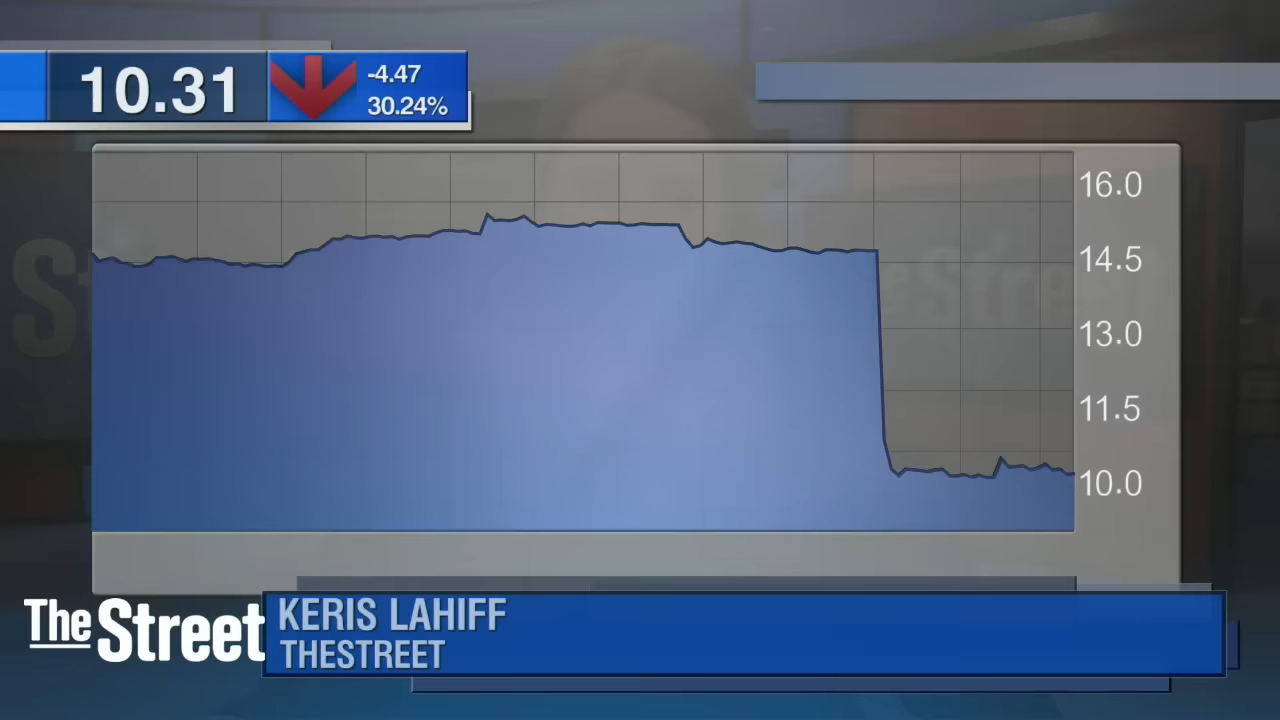 10.31
-4.47
30.24%
16.0
14.5
13.0
11.5
10.0
The Street
KERIS LAHIFF
THESTREET